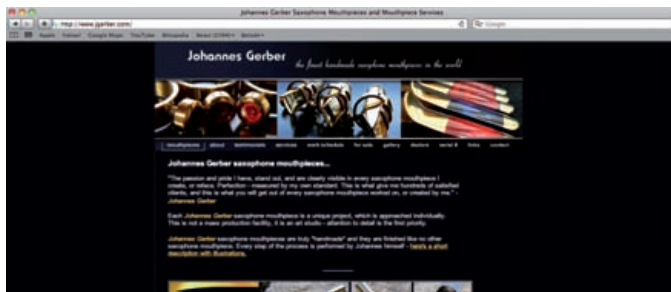 Johannes Gerber Saxophone Mouthpieces and Mouthpiece Services
http://www.jgerber.com/
Google
Apple Yahoo! Google Maps YouTube Wikipedia News Popular
Johannes Gerber
the finest handmade saxophone mouthpieces in the world
mouthpieces about testimonials services work schedule for sale gallery dealers serial # links contact
Johannes Gerber saxophone mouthpieces...
"The passion and pride I have, stand out, and are clearly visible in every saxophone mouthpiece I
create, or reface. Perfection - measured by my own standard. This is what give me hundreds of satisfied
clients, and this is what you will get out of every saxophone mouthpiece worked on, or created by me." -
Johannes Gerber
Each Johannes Gerber saxophone mouthpiece is a unique project, which is approached individually.
This is not a mass production facility, it is an art studio - attention to detail is the first priority.
Johannes Gerber saxophone mouthpieces are truly "handmade" and they are finished like no other
saxophone mouthpiece. Every step of the process is performed by Johannes himself - here's a short
description with illustrations.